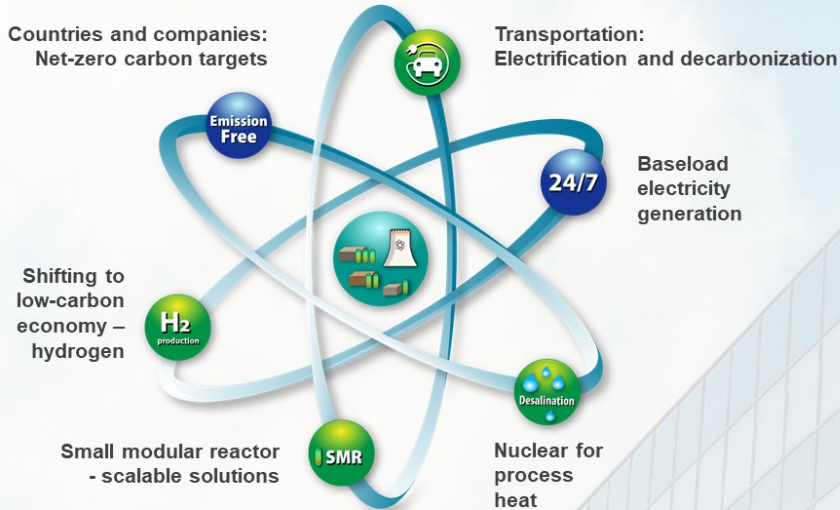 Countries and companies:
Net-zero carbon targets
Transportation:
Electrification and decarbonization
Emission
Free
24/7
Baseload
electricity
generation
Shifting to
low-carbon
economy –
hydrogen
H2
production
Desalination
SMR
Small modular reactor
- scalable solutions
Nuclear for
process
heat